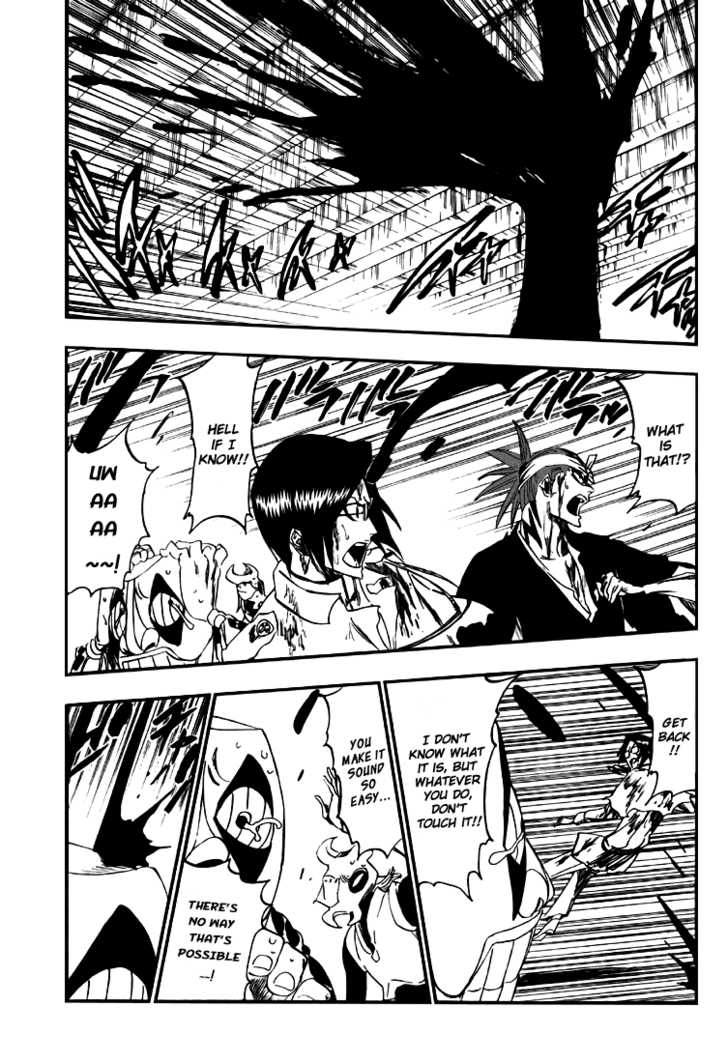 WHAT
IS
THAT!?
HELL
IF I
KNOW!!
UW
AA
AA
~~!
GET
BACK
!!
I DON'T
KNOW WHAT
IT IS, BUT
WHATEVER
YOU DO,
DON'T
TOUCH IT!!
YOU
MAKE IT
SOUND
SO
EASY...
THERE'S
NO WAY
THAT'S
POSSIBLE
...!